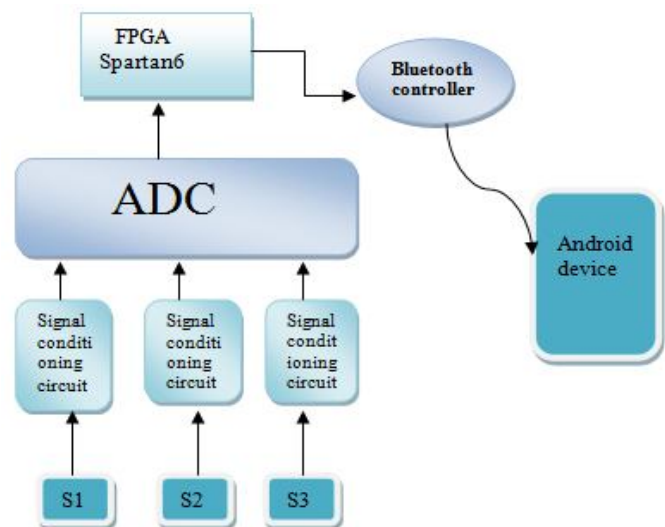 FPGA
Spartan6
Bluetooth
controller
ADC
Android
device
Signal
conditi
oning
circuit
Signal
conditi
oning
circuit
Signal
condit
ioning
circuit
S1
S2
S3